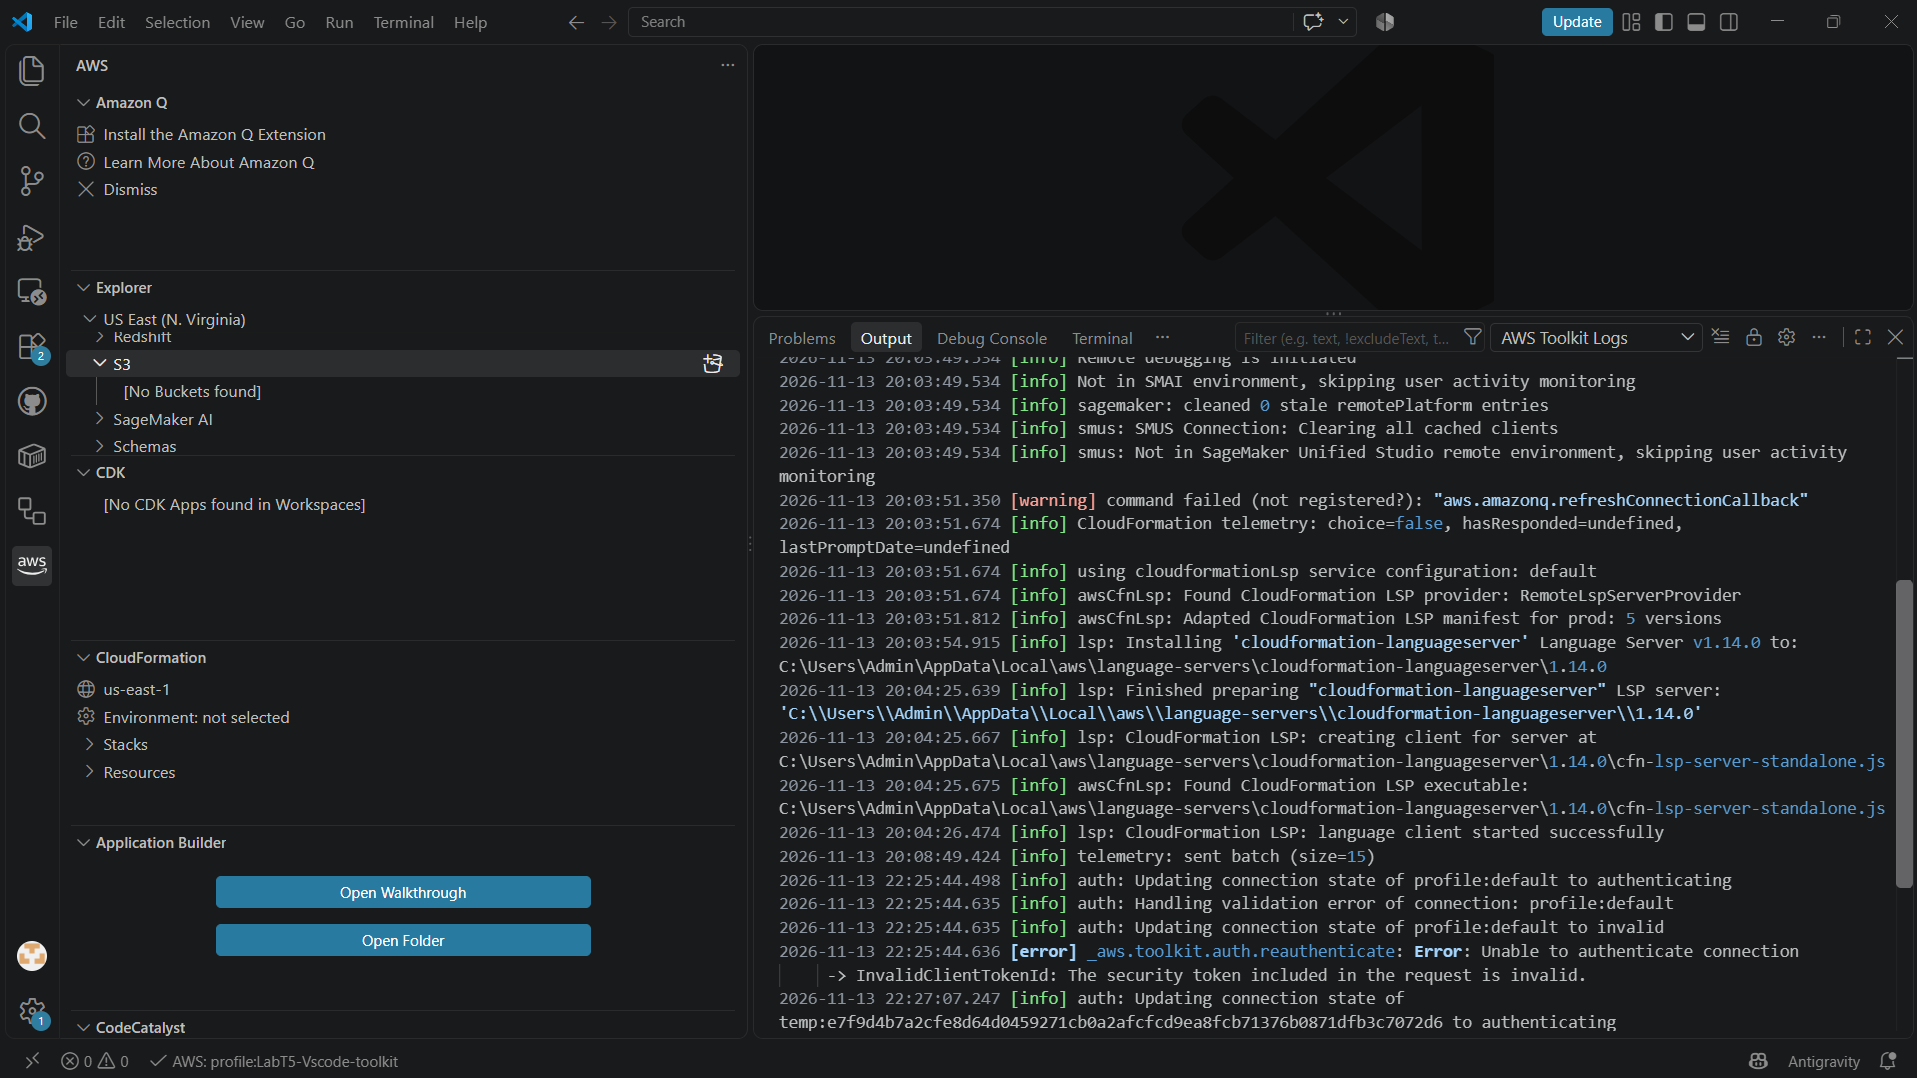 File Edit Selection View Go Run Terminal Help
Search
Update
AWS
Amazon Q
Install the Amazon Q Extension
Learn More About Amazon Q
Dismiss
Explorer
US East (N. Virginia)
Redshift
S3
[No Buckets found]
SageMaker AI
Schemas
CDK
[No CDK Apps found in Workspaces]
CloudFormation
us-east-1
Environment: not selected
Stacks
Resources
Application Builder
Open Walkthrough
Open Folder
CodeCatalyst
2
aws
1
Problems Output Debug Console Terminal
Filter (e.g. text, !excludeText, t...
AWS Toolkit Logs
2026-11-13 20:03:49.534 [info] Remote debugging is initiated
2026-11-13 20:03:49.534 [info] Not in SMAI environment, skipping user activity monitoring
2026-11-13 20:03:49.534 [info] sagemaker: cleaned 0 stale remotePlatform entries
2026-11-13 20:03:49.534 [info] smus: SMUS Connection: Clearing all cached clients
2026-11-13 20:03:49.534 [info] smus: Not in SageMaker Unified Studio remote environment, skipping user activity
monitoring
2026-11-13 20:03:51.350 [warning] command failed (not registered?): "aws.amazonq.refreshConnectionCallback"
2026-11-13 20:03:51.674 [info] CloudFormation telemetry: choice=false, hasResponded=undefined,
lastPromptDate=undefined
2026-11-13 20:03:51.674 [info] using cloudformationLsp service configuration: default
2026-11-13 20:03:51.674 [info] awsCfnLsp: Found CloudFormation LSP provider: RemoteLspServerProvider
2026-11-13 20:03:51.812 [info] awsCfnLsp: Adapted CloudFormation LSP manifest for prod: 5 versions
2026-11-13 20:03:54.915 [info] lsp: Installing 'cloudformation-languageserver' Language Server v1.14.0 to:
C:\Users\Admin\AppData\Local\aws\language-servers\cloudformation-languageserver\1.14.0
2026-11-13 20:04:25.639 [info] lsp: Finished preparing "cloudformation-languageserver" LSP server:
'C:\\Users\\Admin\\AppData\\Local\\aws\\language-servers\\cloudformation-languageserver\\1.14.0'
2026-11-13 20:04:25.667 [info] lsp: CloudFormation LSP: creating client for server at
C:\Users\Admin\AppData\Local\aws\language-servers\cloudformation-languageserver\1.14.0\cfn-lsp-server-standalone.js
2026-11-13 20:04:25.675 [info] awsCfnLsp: Found CloudFormation LSP executable:
C:\Users\Admin\AppData\Local\aws\language-servers\cloudformation-languageserver\1.14.0\cfn-lsp-server-standalone.js
2026-11-13 20:04:26.474 [info] lsp: CloudFormation LSP: language client started successfully
2026-11-13 20:08:49.424 [info] telemetry: sent batch (size=15)
2026-11-13 22:25:44.498 [info] auth: Updating connection state of profile:default to authenticating
2026-11-13 22:25:44.635 [info] auth: Handling validation error of connection: profile:default
2026-11-13 22:25:44.635 [info] auth: Updating connection state of profile:default to invalid
2026-11-13 22:25:44.636 [error] _aws.toolkit.auth.reauthenticate: Error: Unable to authenticate connection
-> InvalidClientTokenId: The security token included in the request is invalid.
2026-11-13 22:27:07.247 [info] auth: Updating connection state of
temp:e7f9d4b7a2cfe8d64d0459271cb0a2afcfcd9ea8fcb71376b0871dfb3c7072d6 to authenticating
0 0 AWS: profile:LabT5-Vscode-toolkit
Antigravity